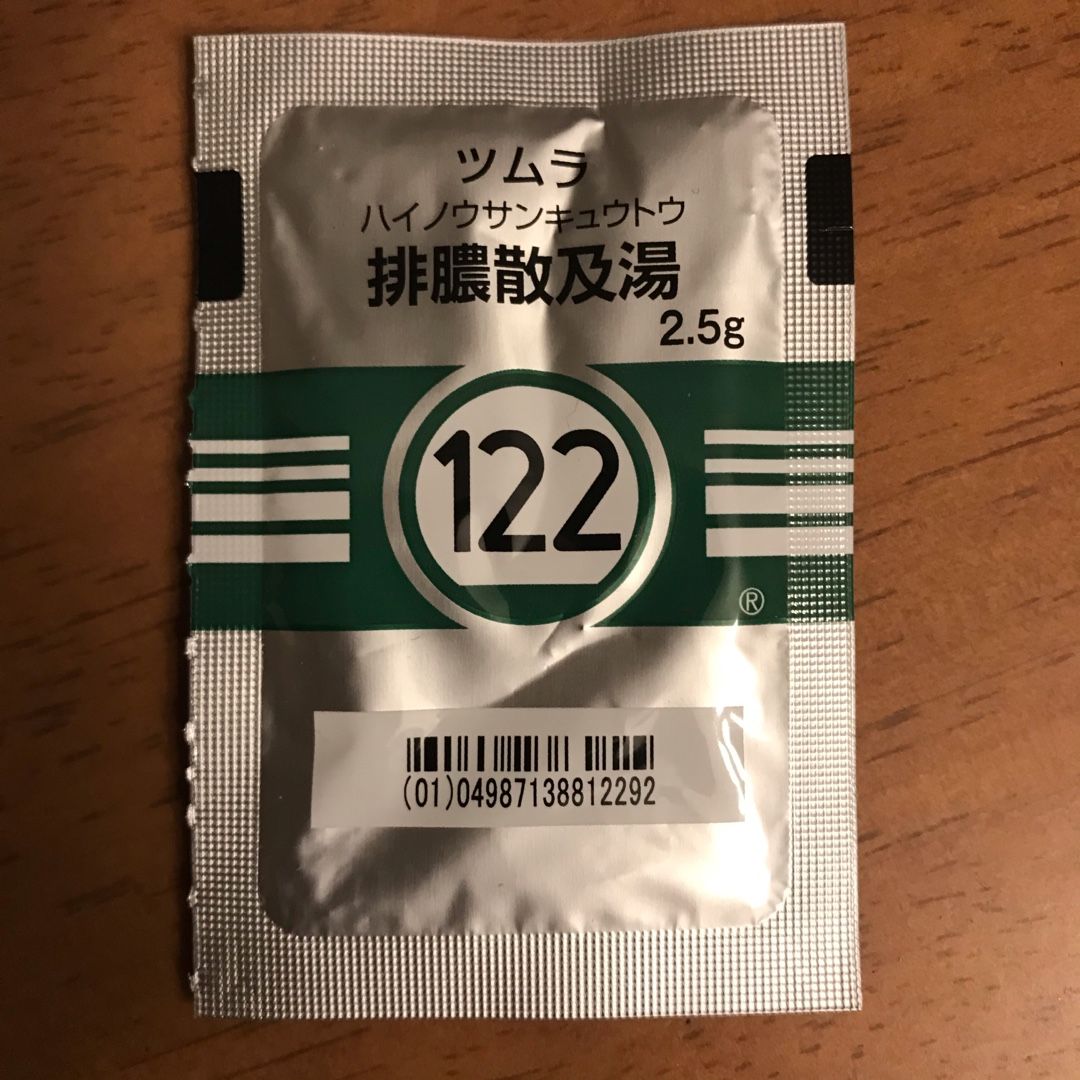 ツムラ
ハイノウサンキュウトウ
排膿散及湯
2.5g
122
®
(01)04987138812292